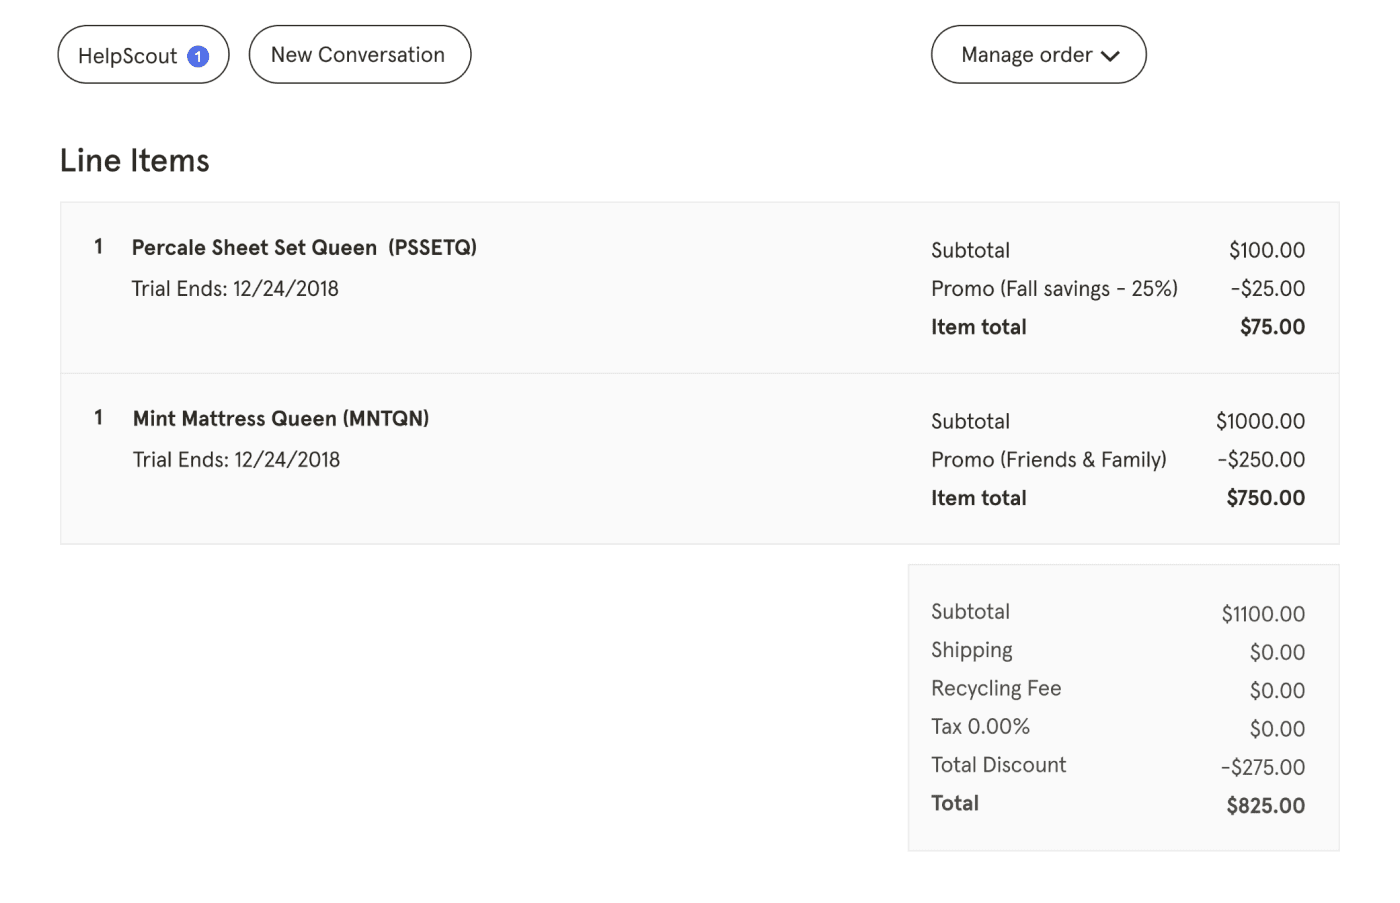 HelpScout 1
New Conversation
Manage order
Line Items
1 Percale Sheet Set Queen (PSSETQ)
Trial Ends: 12/24/2018
Subtotal $100.00
Promo (Fall savings - 25%) -$25.00
Item total $75.00
1 Mint Mattress Queen (MNTQN)
Trial Ends: 12/24/2018
Subtotal $1000.00
Promo (Friends & Family) -$250.00
Item total $750.00
Subtotal $1100.00
Shipping $0.00
Recycling Fee $0.00
Tax 0.00% $0.00
Total Discount -$275.00
Total $825.00